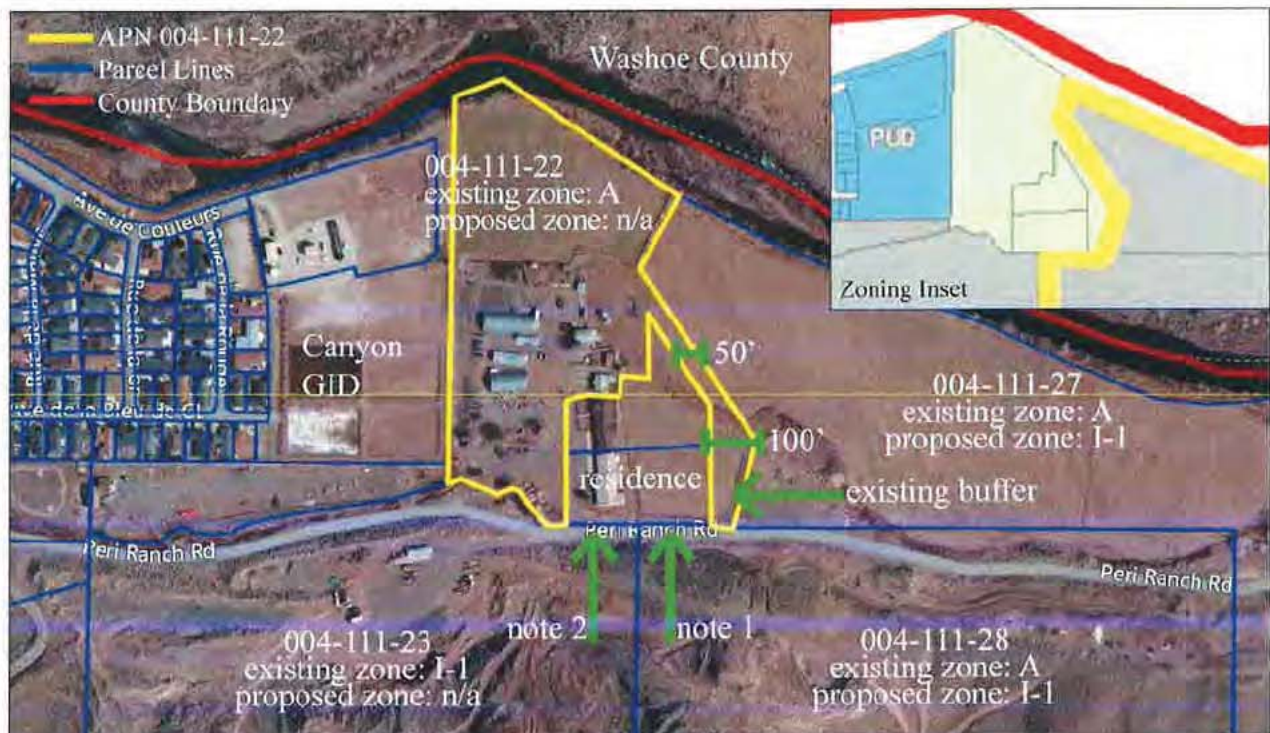 APN 004-111-22
Parcel Lines
County Boundary
Washoe County
PUD
Zoning Inset
004-111-22
existing zone: A
proposed zone: n/a
Ave de Couleurs
Canyon
GID
50’
004-111-27
existing zone: A
proposed zone: I-1
100’
residence
existing buffer
Peri Ranch Rd
Peri Ranch Rd
Peri Ranch Rd
note 2
note 1
004-111-23
existing zone: I-1
proposed zone: n/a
004-111-28
existing zone: A
proposed zone: I-1